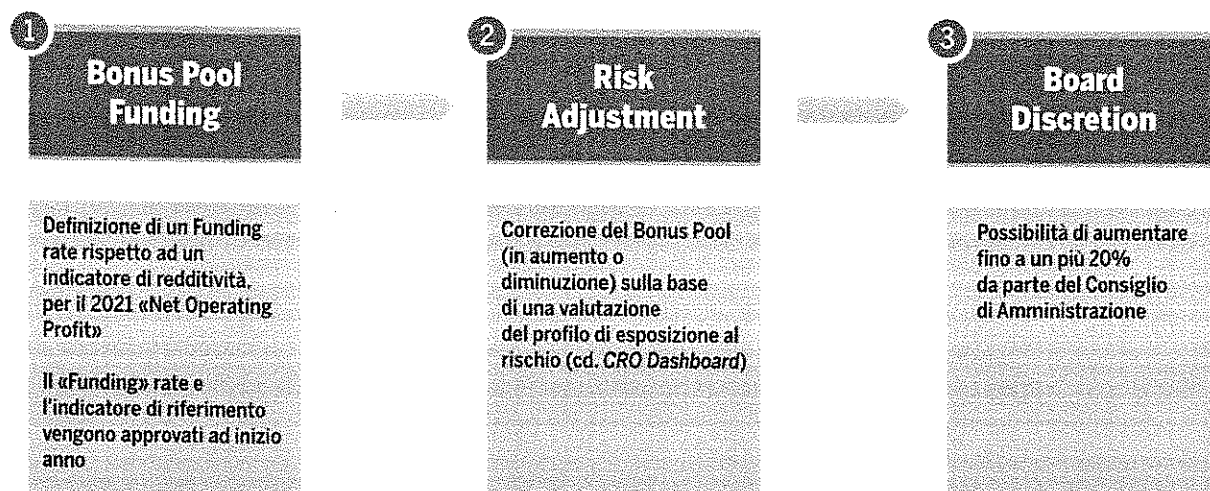 1
Bonus Pool
Funding
Definizione di un Funding
rate rispetto ad un
indicatore di redditività,
per il 2021 «Net Operating
Profit»
Il «Funding» rate e
l'indicatore di riferimento
vengono approvati ad inizio
anno
2
Risk
Adjustment
Correzione del Bonus Pool
(in aumento o
diminuzione) sulla base
di una valutazione
del profilo di esposizione al
rischio (cd. CRO Dashboard)
3
Board
Discretion
Possibilità di aumentare
fino a un più 20%
da parte del Consiglio
di Amministrazione